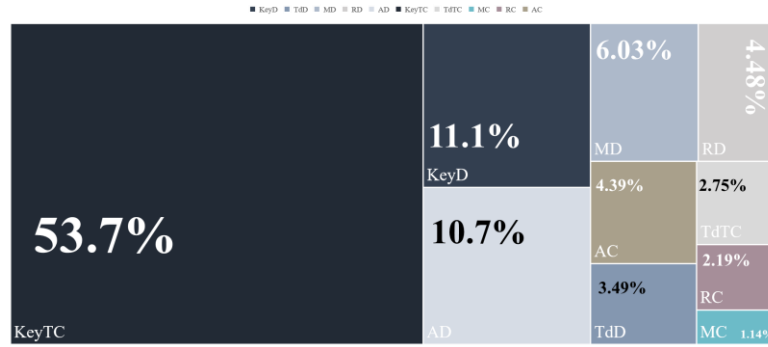 KeyD TdD MD RD AD KeyTC TdTC MC RC AC
53.7%
KeyTC
11.1%
KeyD
10.7%
AD
6.03%
MD
4.48%
RD
4.39%
AC
2.75%
TdTC
3.49%
TdD
2.19%
RC
MC 1.14%